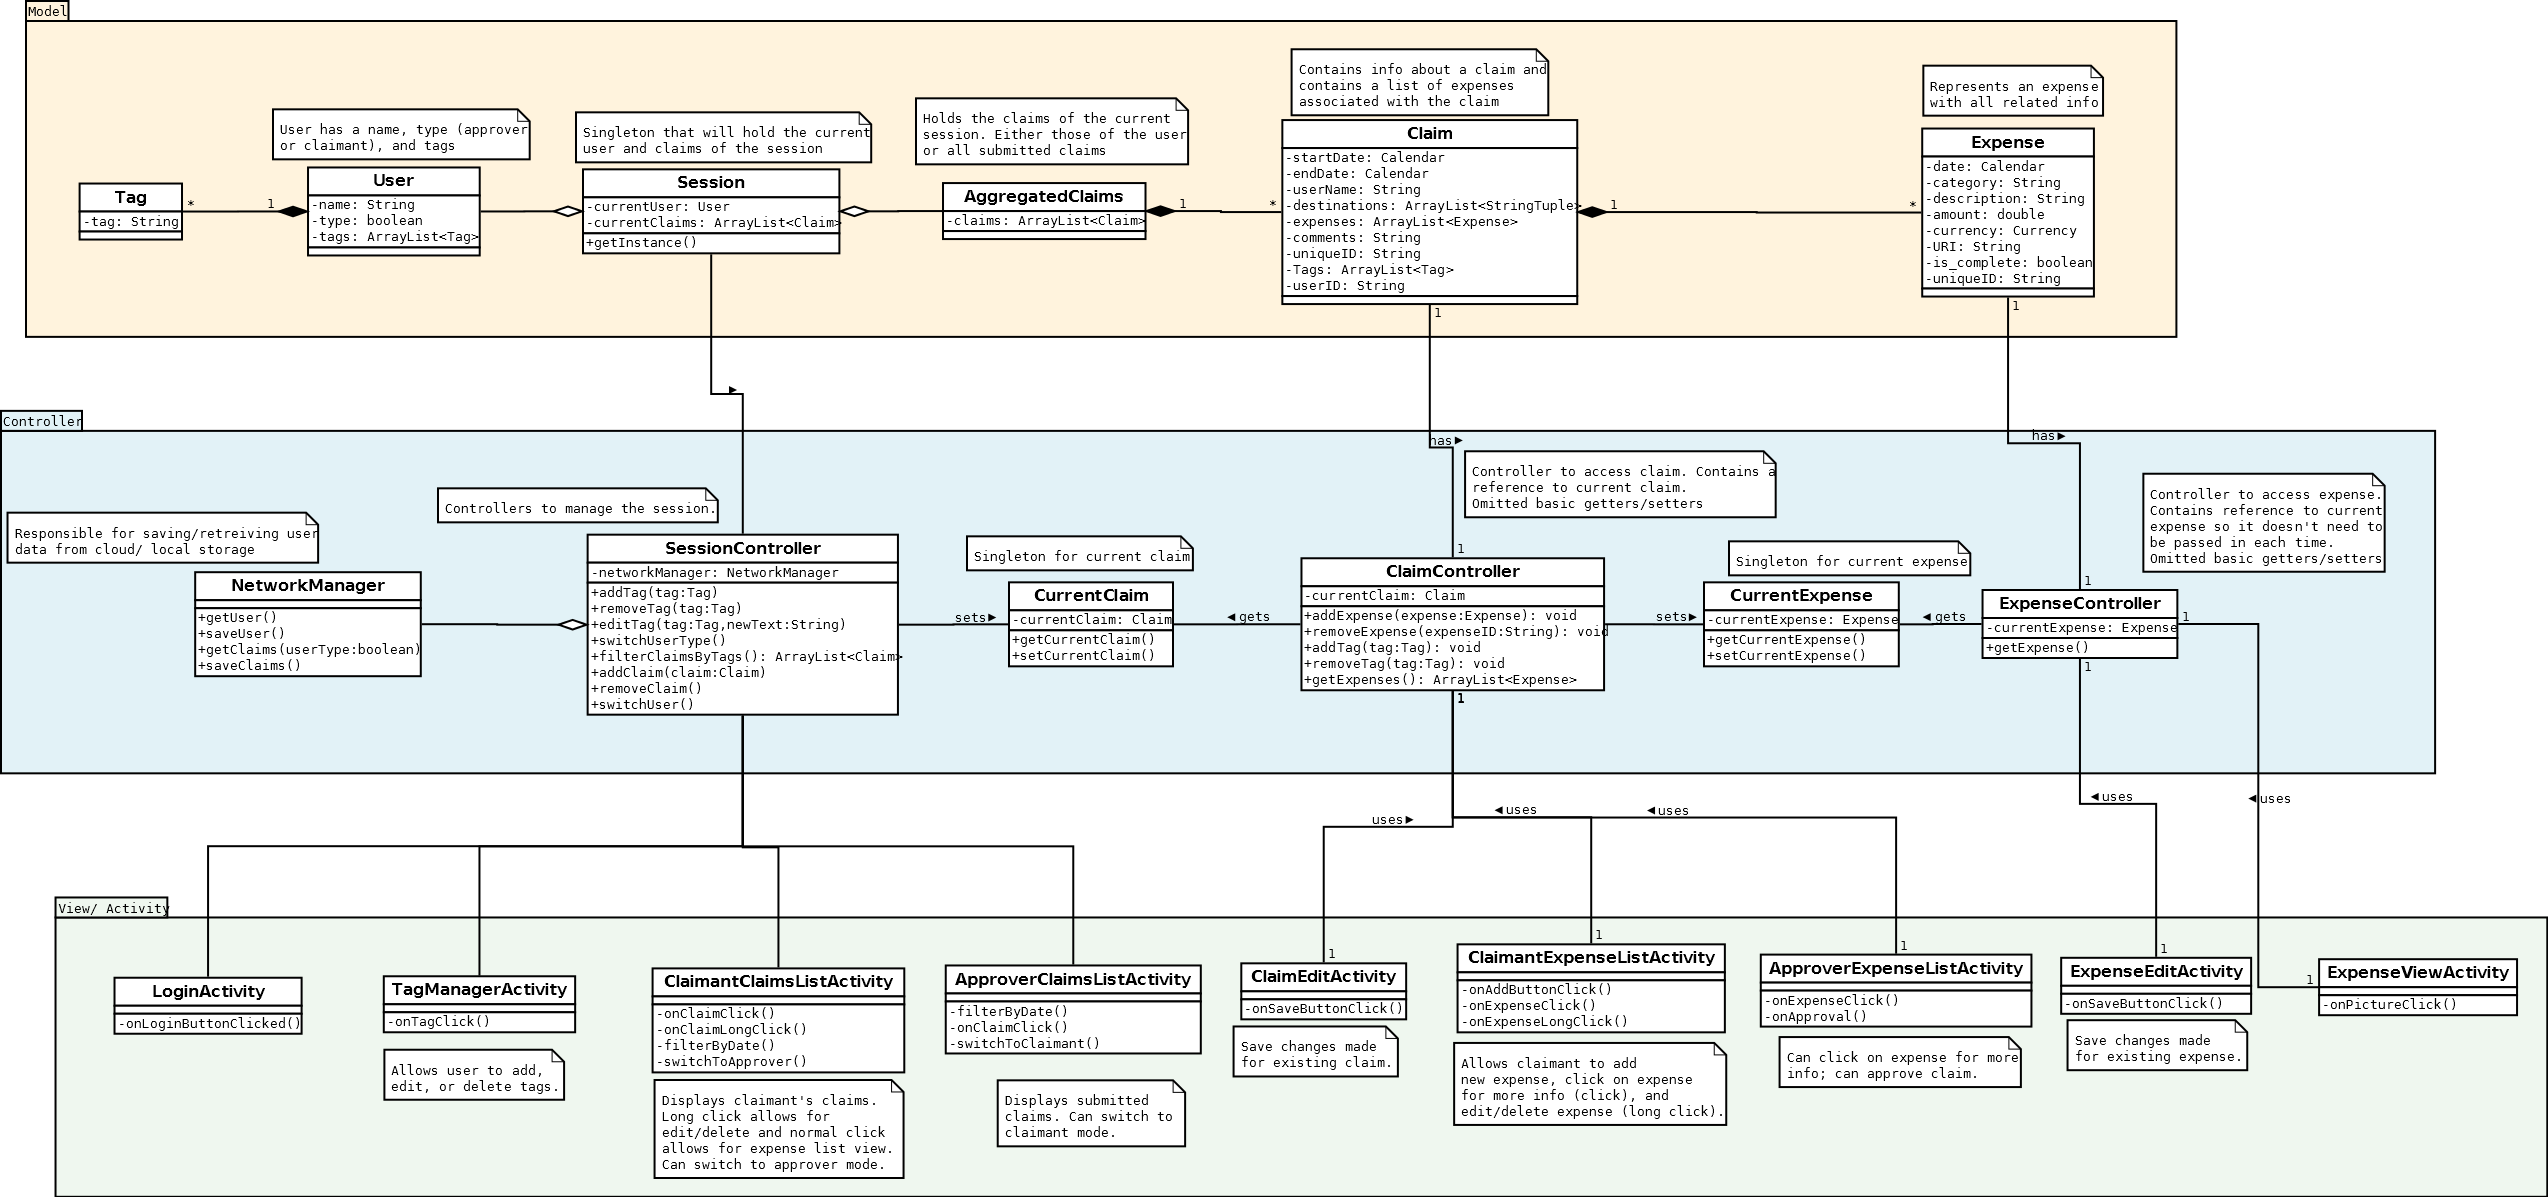 Model
Contains info about a claim and
contains a list of expenses
associated with the claim
Represents an expense
with all related info
User has a name, type (approver
or claimant), and tags
Singleton that will hold the current
user and claims of the session
Holds the claims of the current
session. Either those of the user
or all submitted claims
Tag
-tag: String
*
1
User
-name: String
-type: boolean
-tags: ArrayList<Tag>
Session
-currentUser: User
-currentClaims: ArrayList<Claim>
+getInstance()
AggregatedClaims
-claims: ArrayList<Claim>
1
*
Claim
-startDate: Calendar
-endDate: Calendar
-userName: String
-destinations: ArrayList<StringTuple>
-expenses: ArrayList<Expense>
-comments: String
-uniqueID: String
-Tags: ArrayList<Tag>
-userID: String
1
*
Expense
-date: Calendar
-category: String
-description: String
-amount: double
-currency: Currency
-URI: String
-is_complete: boolean
-uniqueID: String
1
1
Controller
has
has
Controller to access claim. Contains a
reference to current claim.
Omitted basic getters/setters
Controller to access expense.
Contains reference to current
expense so it doesn't need to
be passed in each time.
Omitted basic getters/setters
Controllers to manage the session.
Responsible for saving/retreiving user
data from cloud/ local storage
Singleton for current claim
Singleton for current expense
NetworkManager
+getUser()
+saveUser()
+getClaims(userType:boolean)
+saveClaims()
SessionController
-networkManager: NetworkManager
+addTag(tag:Tag)
+removeTag(tag:Tag)
+editTag(tag:Tag,newText:String)
+switchUserType()
+filterClaimsByTags(): ArrayList<Claim>
+addClaim(claim:Claim)
+removeClaim()
+switchUser()
sets
CurrentClaim
-currentClaim: Claim
+getCurrentClaim()
+setCurrentClaim()
gets
1
ClaimController
-currentClaim: Claim
+addExpense(expense:Expense): void
+removeExpense(expenseID:String): void
+addTag(tag:Tag): void
+removeTag(tag:Tag): void
+getExpenses(): ArrayList<Expense>
1
sets
CurrentExpense
-currentExpense: Expense
+getCurrentExpense()
+setCurrentExpense()
gets
1
ExpenseController
-currentExpense: Expense
+getExpense()
1
1
uses
uses
uses
uses
uses
View/ Activity
LoginActivity
-onLoginButtonClicked()
TagManagerActivity
-onTagClick()
Allows user to add,
edit, or delete tags.
ClaimantClaimsListActivity
-onClaimClick()
-onClaimLongClick()
-filterByDate()
-switchToApprover()
Displays claimant's claims.
Long click allows for
edit/delete and normal click
allows for expense list view.
Can switch to approver mode.
ApproverClaimsListActivity
-filterByDate()
-onClaimClick()
-switchToClaimant()
Displays submitted
claims. Can switch to
claimant mode.
1
ClaimEditActivity
-onSaveButtonClick()
Save changes made
for existing claim.
1
ClaimantExpenseListActivity
-onAddButtonClick()
-onExpenseClick()
-onExpenseLongClick()
Allows claimant to add
new expense, click on expense
for more info (click), and
edit/delete expense (long click).
1
ApproverExpenseListActivity
-onExpenseClick()
-onApproval()
Can click on expense for more
info; can approve claim.
1
ExpenseEditActivity
-onSaveButtonClick()
Save changes made
for existing expense.
1
ExpenseViewActivity
-onPictureClick()